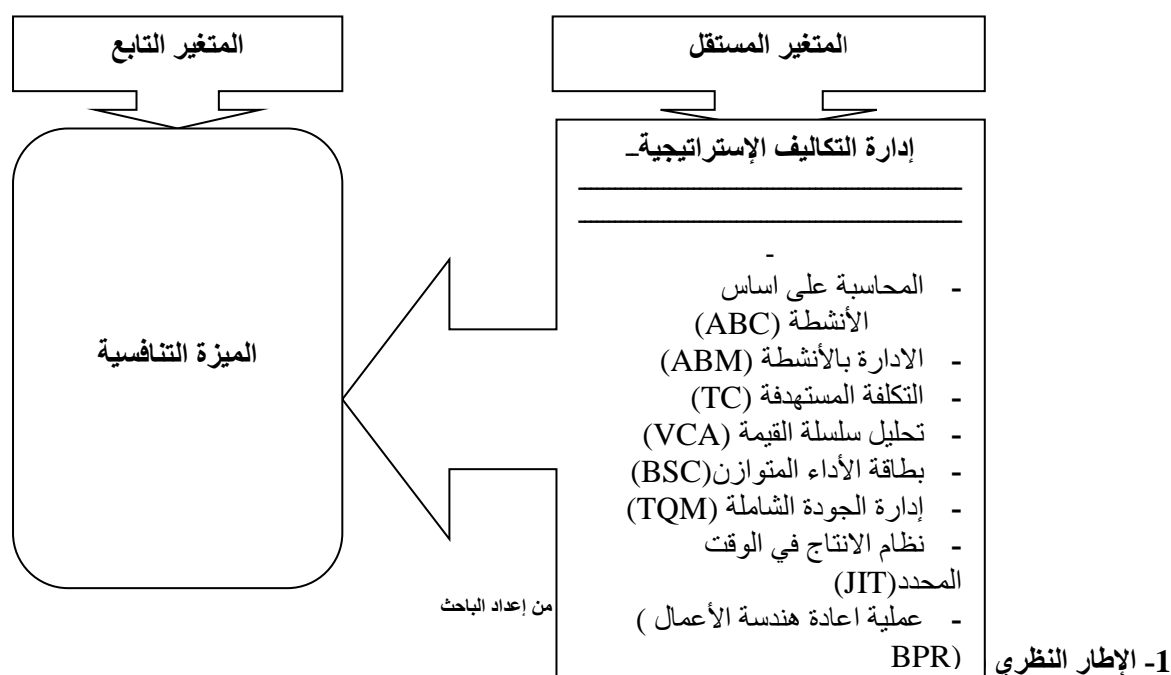 المتغير المستقل
المتغير التابع
إدارة التكاليف الإستراتيجية-
-
- المحاسبة على اساس
الأنشطة (ABC)
- الادارة بالأنشطة (ABM)
- التكلفة المستهدفة (TC)
- تحليل سلسلة القيمة (VCA)
- بطاقة الأداء المتوازن(BSC)
- إدارة الجودة الشاملة (TQM)
- نظام الانتاج في الوقت
المحدد(JIT)
- عملية اعادة هندسة الأعمال (
BPR)
الميزة التنافسية
من إعداد الباحث
1- الإطار النظري